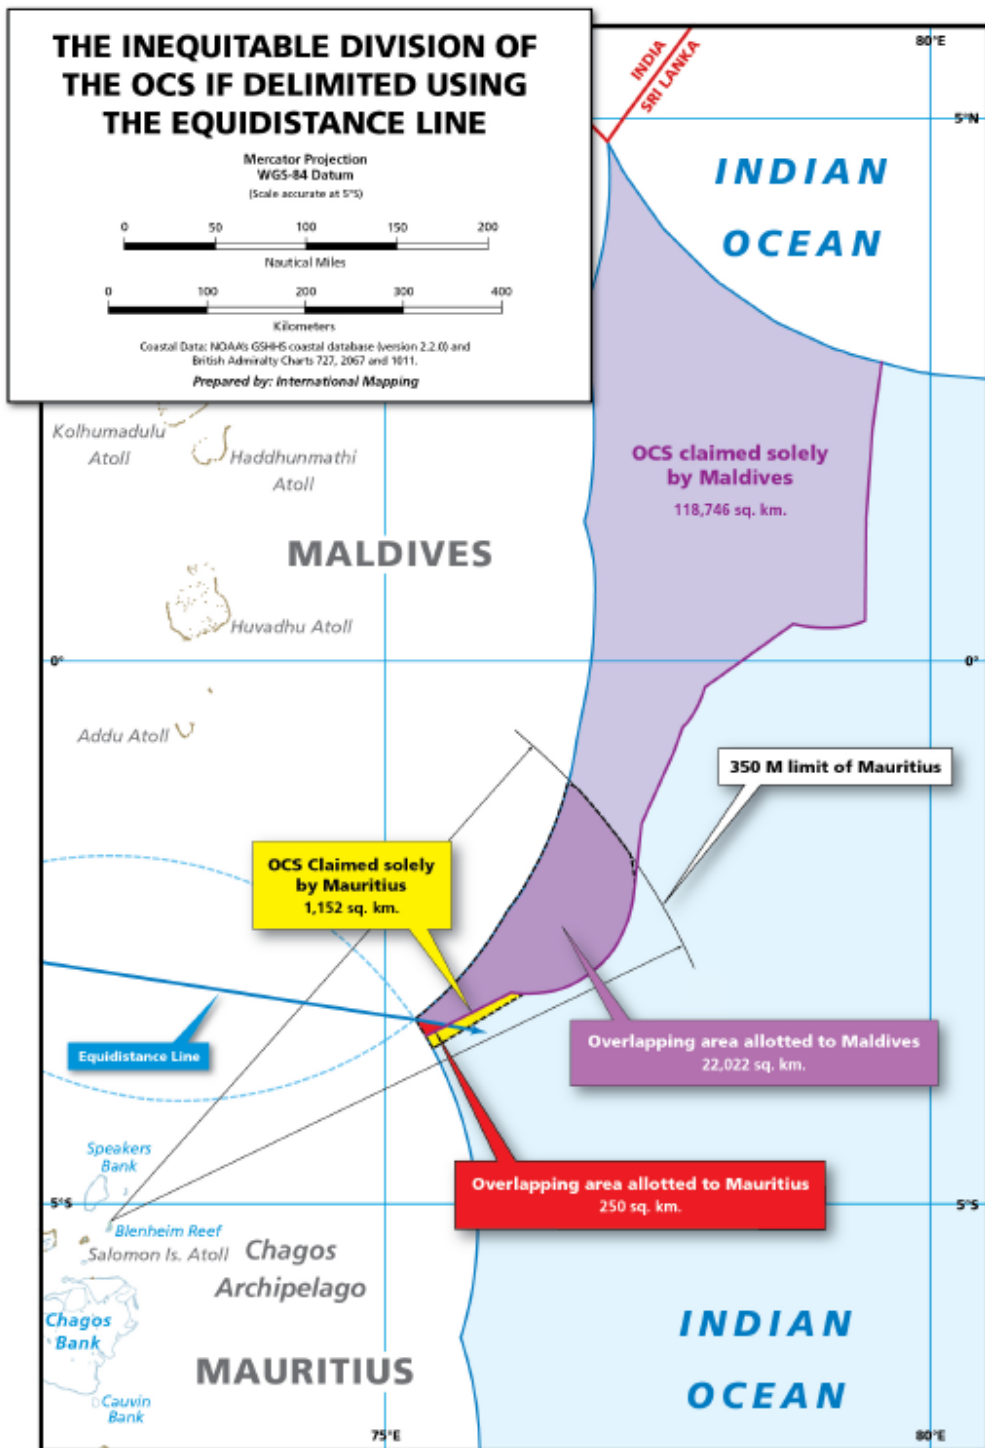 THE INEQUITABLE DIVISION OF
THE OCS IF DELIMITED USING
THE EQUIDISTANCE LINE
Mercator Projection
WGS-84 Datum
(Scale accurate at 5°S)
0 50 100 150 200
Nautical Miles
0 100 200 300 400
Kilometers
Coastal Data: NOAA's GSHHS coastal database (version 2.2.0) and
British Admiralty Charts 727, 2067 and 1011.
Prepared by: International Mapping
INDIA
SRI LANKA
80°E
5°N
INDIAN
OCEAN
Kolhumadulu
Atoll
Haddhunmathi
Atoll
OCS claimed solely
by Maldives
118,746 sq. km.
MALDIVES
Huvadhu Atoll
0°
0°
Addu Atoll
350 M limit of Mauritius
OCS Claimed solely
by Mauritius
1,152 sq. km.
Equidistance Line
Overlapping area allotted to Maldives
22,022 sq. km.
Speakers
Bank
Overlapping area allotted to Mauritius
250 sq. km.
5°S
5°S
Blenheim Reef
Salomon Is. Atoll
Chagos
Archipelago
Chagos
Bank
INDIAN
OCEAN
MAURITIUS
Cauvin
Bank
75°E
80°E